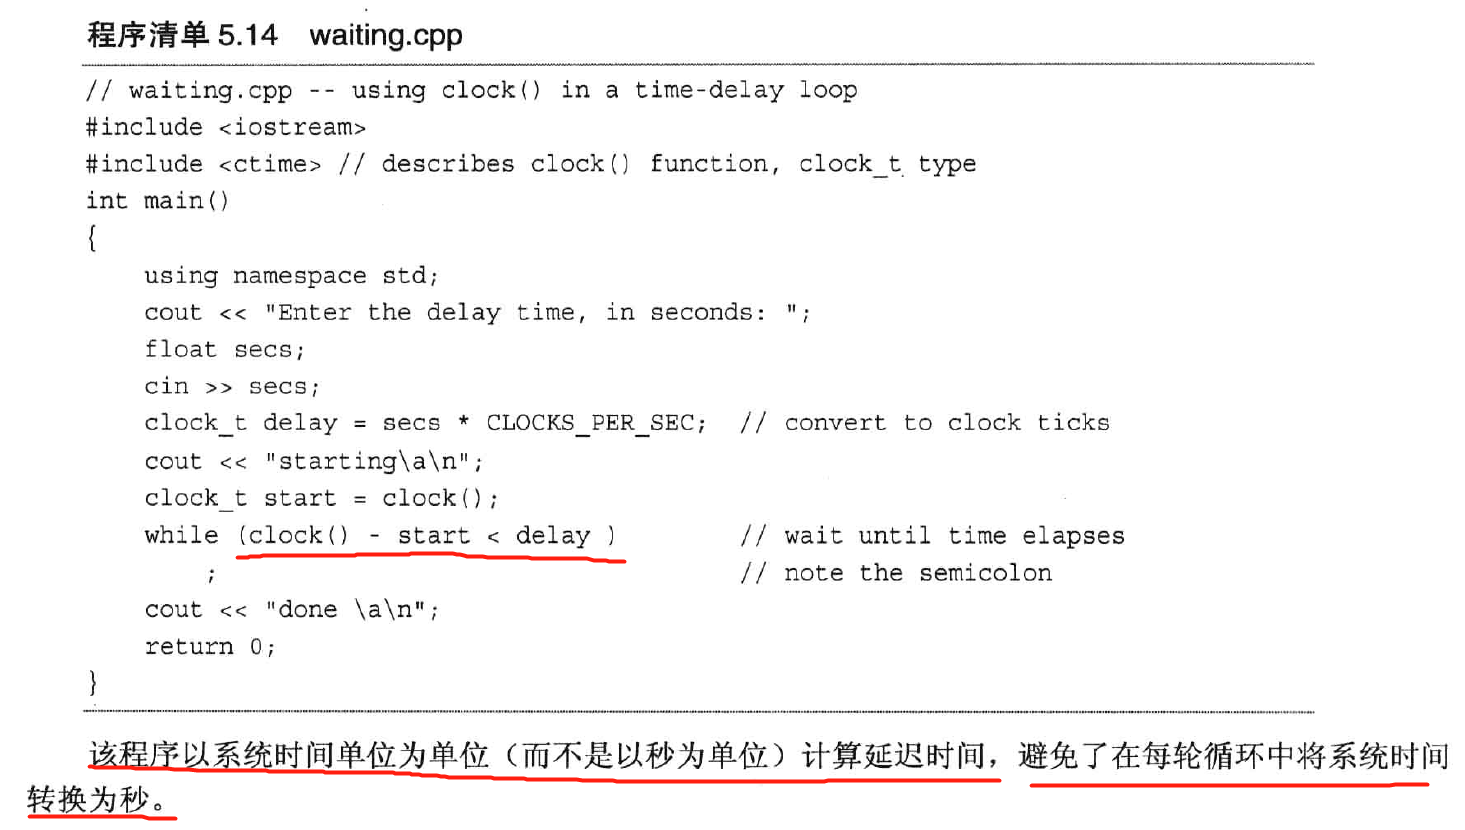 程序清单 5.14 waiting.cpp
// waiting.cpp -- using clock() in a time-delay loop
#include <iostream>
#include <ctime> // describes clock() function, clock_t type
int main()
{
    using namespace std;
    cout << "Enter the delay time, in seconds: ";
    float secs;
    cin >> secs;
    clock_t delay = secs * CLOCKS_PER_SEC;  // convert to clock ticks
    cout << "starting\a\n";
    clock_t start = clock();
    while (clock() - start < delay )        // wait until time elapses
        ;                                   // note the semicolon
    cout << "done \a\n";
    return 0;
}
该程序以系统时间单位为单位（而不是以秒为单位）计算延迟时间，避免了在每轮循环中将系统时间
转换为秒。